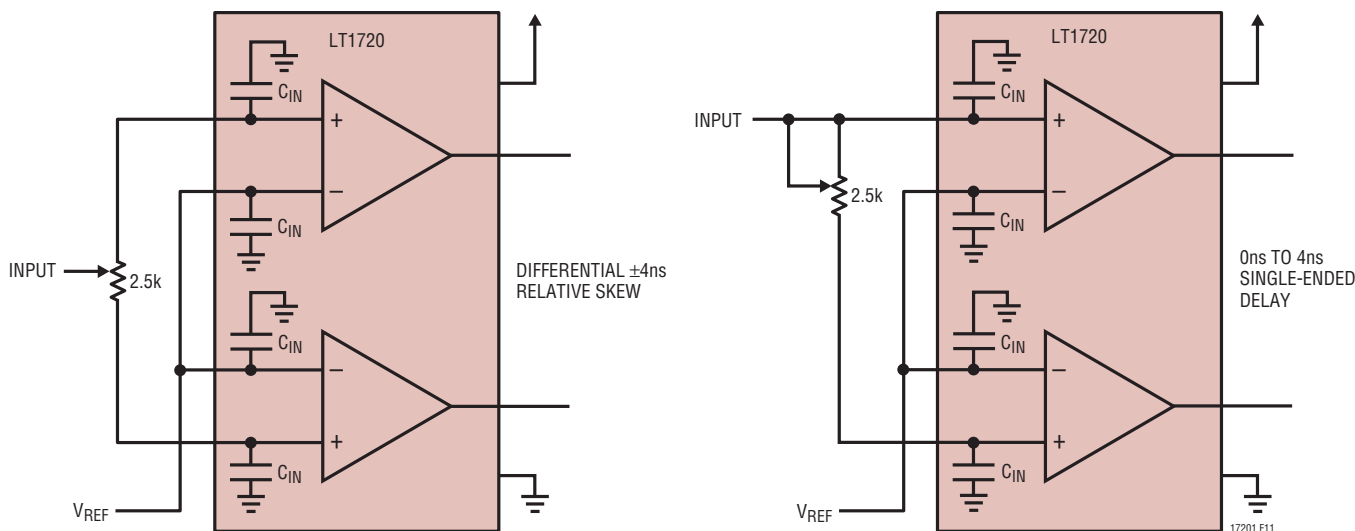 LT1720
C_IN
+
−
C_IN
INPUT
2.5k
DIFFERENTIAL ±4ns
RELATIVE SKEW
C_IN
−
+
C_IN
V_REF
LT1720
C_IN
INPUT
+
−
2.5k
C_IN
0ns TO 4ns
SINGLE-ENDED
DELAY
C_IN
−
+
C_IN
V_REF
17201 F11